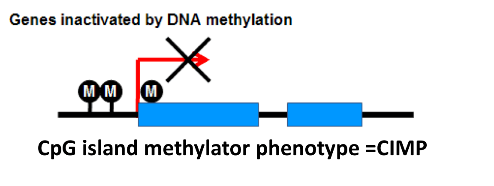 Genes inactivated by DNA methylation
M M M
CpG island methylator phenotype =CIMP